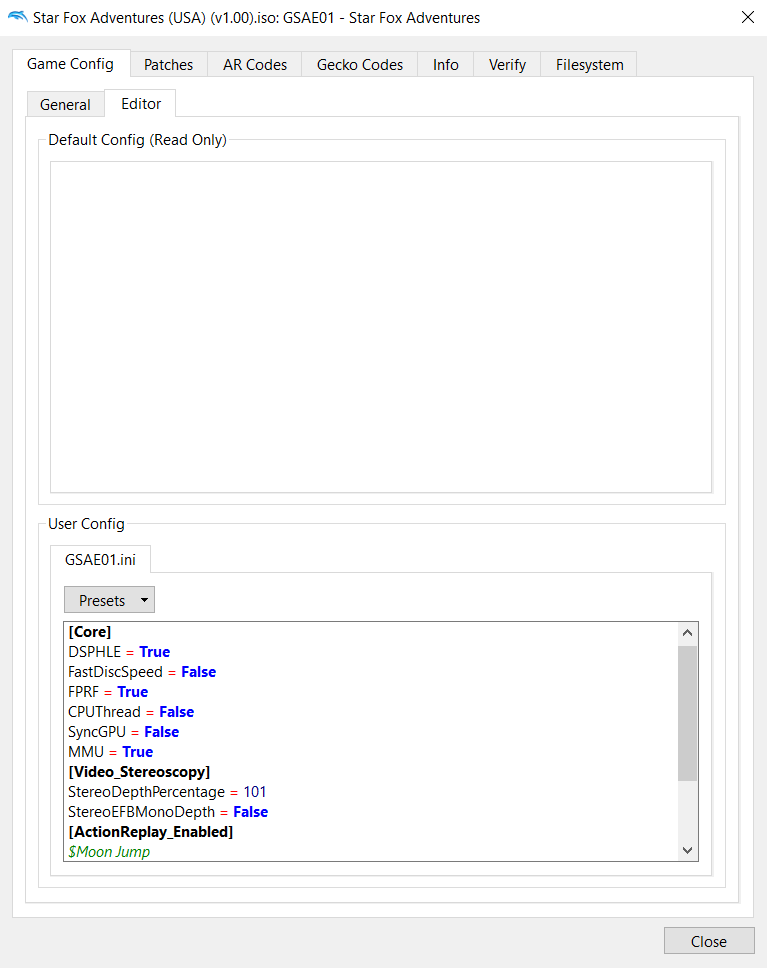 Star Fox Adventures (USA) (v1.00).iso: GSAE01 - Star Fox Adventures
Game Config Patches AR Codes Gecko Codes Info Verify Filesystem
General Editor
Default Config (Read Only)
User Config
GSAE01.ini
Presets
[Core]
DSPHLE = True
FastDiscSpeed = False
FPRF = True
CPUThread = False
SyncGPU = False
MMU = True
[Video_Stereoscopy]
StereoDepthPercentage = 101
StereoEFBMonoDepth = False
[ActionReplay_Enabled]
$Moon Jump
Close